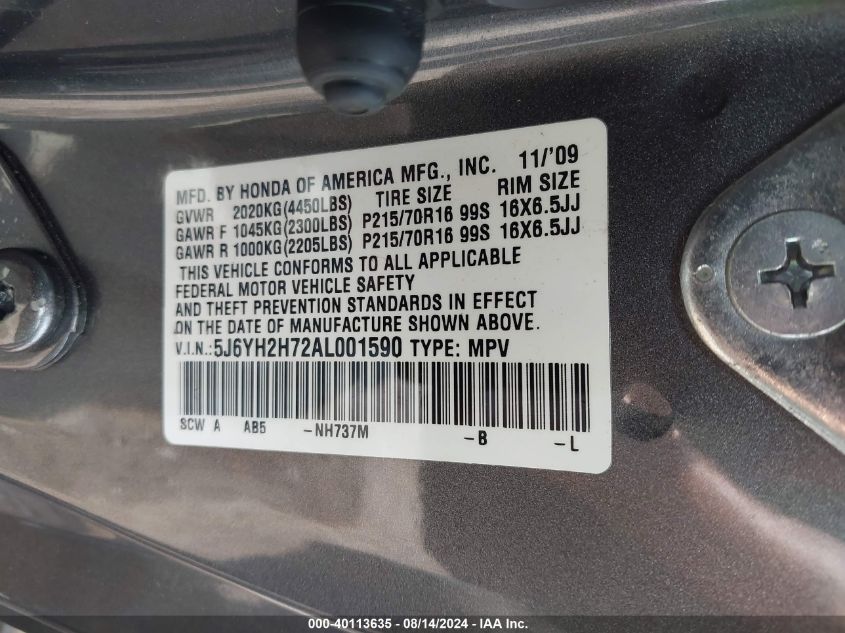 MFD. BY HONDA OF AMERICA MFG., INC. 11/'09
GVWR 2020KG(4450LBS) TIRE SIZE RIM SIZE
GAWR F 1045KG(2300LBS) P215/70R16 99S 16X6.5JJ
GAWR R 1000KG(2205LBS) P215/70R16 99S 16X6.5JJ
THIS VEHICLE CONFORMS TO ALL APPLICABLE
FEDERAL MOTOR VEHICLE SAFETY
AND THEFT PREVENTION STANDARDS IN EFFECT
ON THE DATE OF MANUFACTURE SHOWN ABOVE.
V.I.N.:5J6YH2H72AL001590 TYPE: MPV
SCW A AB5 -NH737M -B -L
000-40113635 - 08/14/2024 - IAAI Inc.